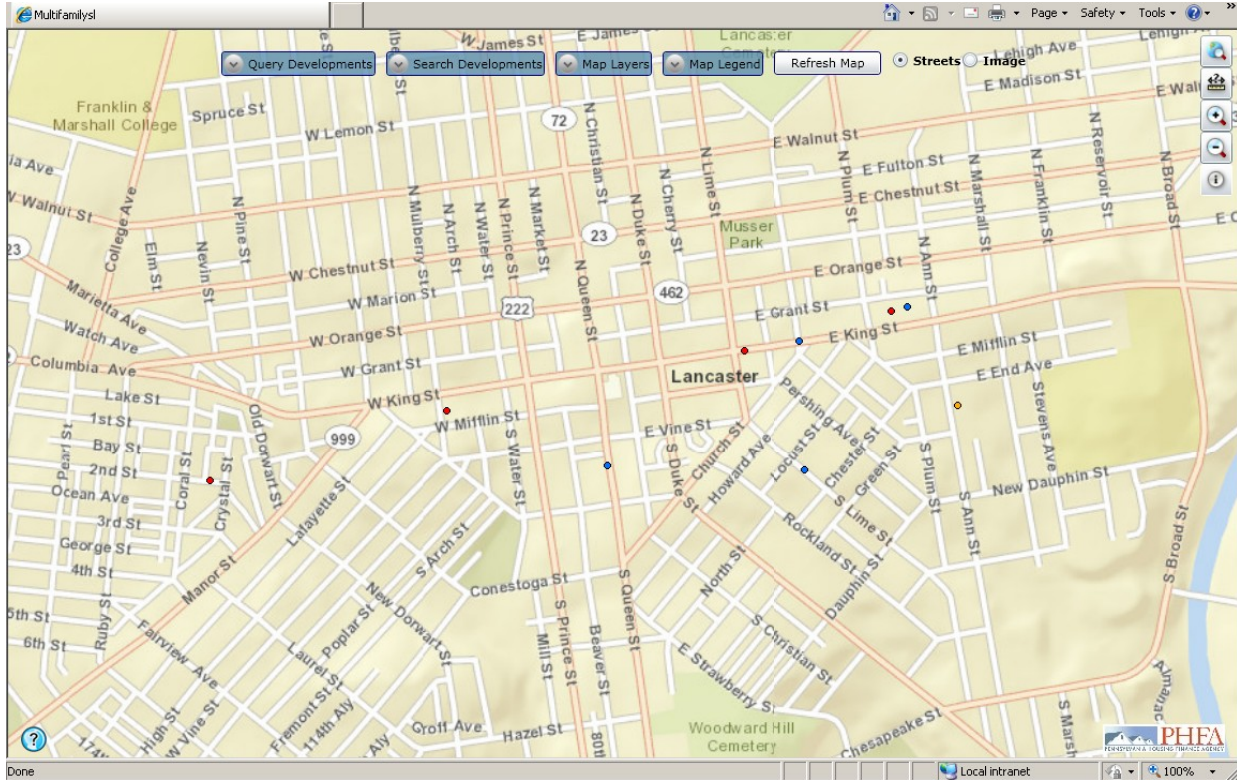 Multifamilysl
Page
Safety
Tools
»
Query Developments
Search Developments
Map Layers
Map Legend
Refresh Map
Streets
Image
W James St
E James St
Lancaster
Cemetery
Lehigh Ave
E Madison St
Franklin &
Marshall College
Spruce St
W Lemon St
72
N Christian St
N Lime St
E Walnut St
N Plum St
E Fulton St
E Chestnut St
N Marshall St
N Franklin St
N Reservoir St
N Broad St
W Walnut St
College Ave
N Pine St
Nevin St
Elm St
N Mulberry St
N Arch St
N Water St
N Prince St
N Market St
N Cherry St
N Duke St
Musser
Park
23
23
W Chestnut St
N Queen St
E Orange St
N Ann St
W Marion St
462
Marietta Ave
222
E Grant St
W Orange St
Watch Ave
E King St
E Mifflin St
Columbia Ave
W Grant St
E End Ave
Lancaster
Lake St
W King St
Pershing Ave
Stevens Ave
1st St
W Mifflin St
Old Dorwart St
999
E Vine St
Church St
Howard Ave
Locust St
Chester St
Green St
Bay St
Pearl St
2nd St
Coral St
Crystal St
S Water St
S Duke St
S Plum St
New Dauphin St
Ocean Ave
Lafayette St
S Lime St
S Ann St
3rd St
George St
S Arch St
Rockland St
S Broad St
4th St
Manor St
Conestoga St
North St
Dauphin St
5th St
Ruby St
New Dorwart St
S Queen St
Poplar St
S Prince St
Beaver St
S Christian St
6th St
Fairview Ave
Laurel St
Mill St
E Strawberry St
Fremont St
114th Aly
High St
W Vine St
Groff Ave
Hazel St
Woodward Hill
Cemetery
Chesapeake St
PHFA
PENNSYLVANIA HOUSING FINANCE AGENCY
Done
Local intranet
100%